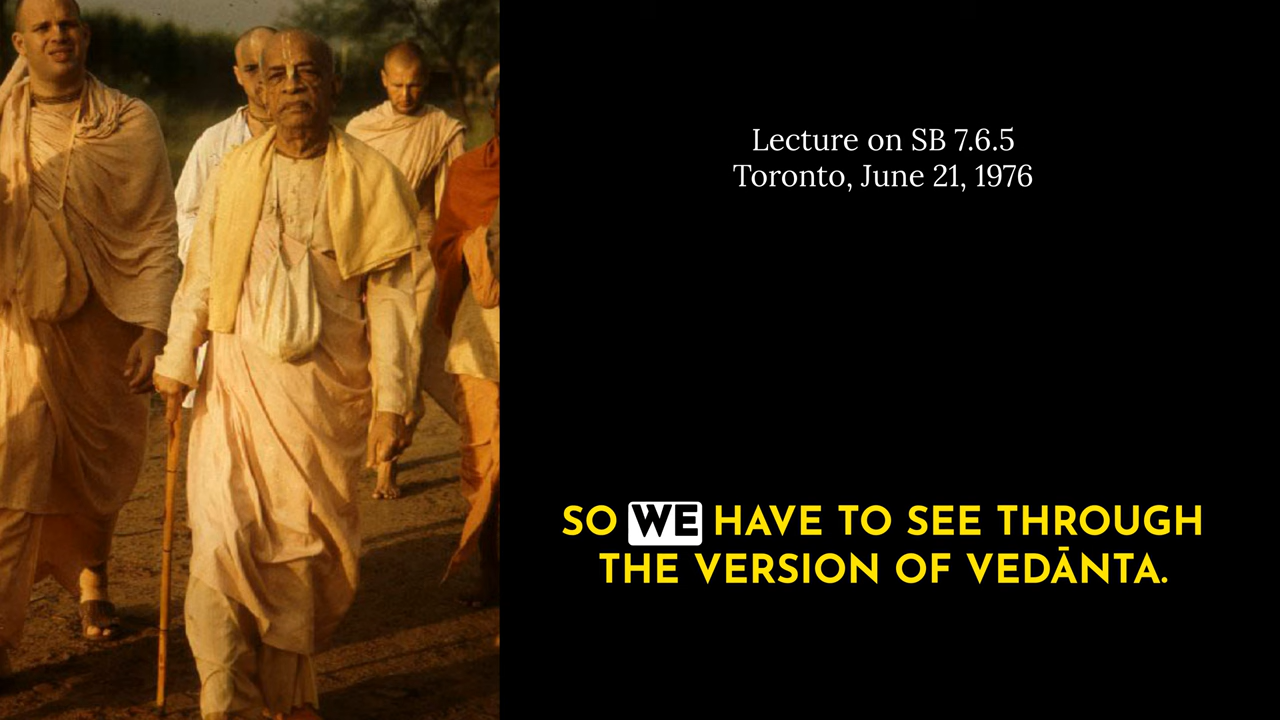 Lecture on SB 7.6.5
Toronto, June 21, 1976
SO WE HAVE TO SEE THROUGH
THE VERSION OF VEDĀNTA.